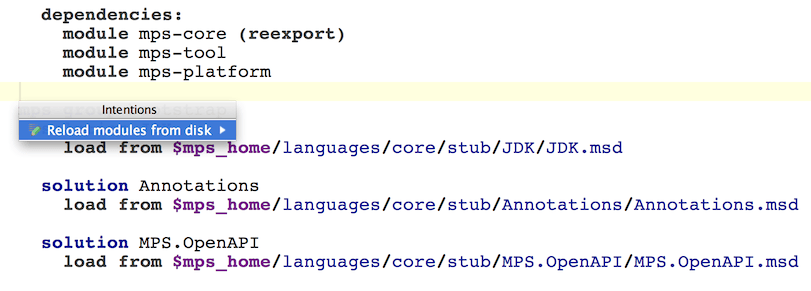 dependencies:
module mps-core (reexport)
module mps-tool
module mps-platform
Intentions
Reload modules from disk
load from $mps_home/languages/core/stub/JDK/JDK.msd
solution Annotations
load from $mps_home/languages/core/stub/Annotations/Annotations.msd
solution MPS.OpenAPI
load from $mps_home/languages/core/stub/MPS.OpenAPI/MPS.OpenAPI.msd